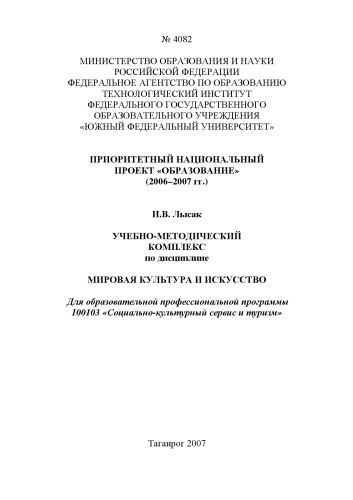 № 4082
МИНИСТЕРСТВО ОБРАЗОВАНИЯ И НАУКИ
РОССИЙСКОЙ ФЕДЕРАЦИИ
ФЕДЕРАЛЬНОЕ АГЕНТСТВО ПО ОБРАЗОВАНИЮ
ТЕХНОЛОГИЧЕСКИЙ ИНСТИТУТ
ФЕДЕРАЛЬНОГО ГОСУДАРСТВЕННОГО
ОБРАЗОВАТЕЛЬНОГО УЧРЕЖДЕНИЯ
«ЮЖНЫЙ ФЕДЕРАЛЬНЫЙ УНИВЕРСИТЕТ»
ПРИОРИТЕТНЫЙ НАЦИОНАЛЬНЫЙ
ПРОЕКТ «ОБРАЗОВАНИЕ»
(2006–2007 гг.)
И.В. Лысак
УЧЕБНО-МЕТОДИЧЕСКИЙ
КОМПЛЕКС
по дисциплине
МИРОВАЯ КУЛЬТУРА И ИСКУССТВО
Для образовательной профессиональной программы
100103 «Социально-культурный сервис и туризм»
Таганрог 2007